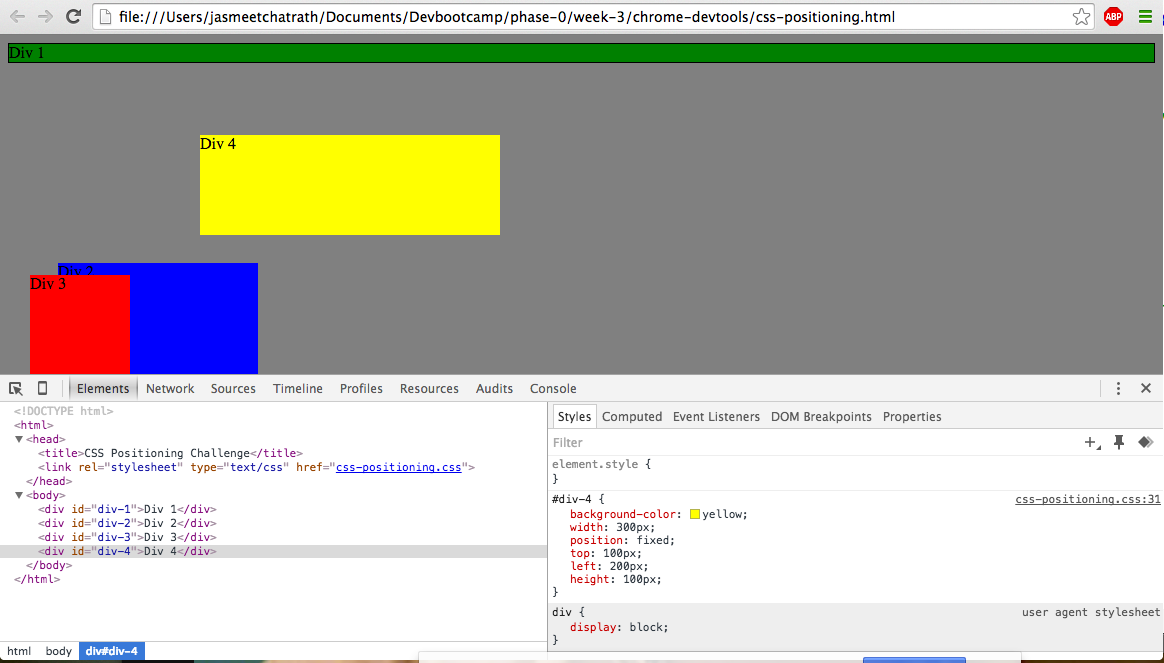 file:///Users/jasmeetchatrath/Documents/Devbootcamp/phase-0/week-3/chrome-devtools/css-positioning.html
ABP
Div 1
Div 4
Div 2
Div 3
Elements Network Sources Timeline Profiles Resources Audits Console
<!DOCTYPE html>
<html>
<head>
<title>CSS Positioning Challenge</title>
<link rel="stylesheet" type="text/css" href="css-positioning.css">
</head>
<body>
<div id="div-1">Div 1</div>
<div id="div-2">Div 2</div>
<div id="div-3">Div 3</div>
<div id="div-4">Div 4</div>
</body>
</html>
html body div#div-4
Styles Computed Event Listeners DOM Breakpoints Properties
Filter
element.style {
}
#div-4 { css-positioning.css:31
background-color: yellow;
width: 300px;
position: fixed;
top: 100px;
left: 200px;
height: 100px;
}
div { user agent stylesheet
display: block;
}